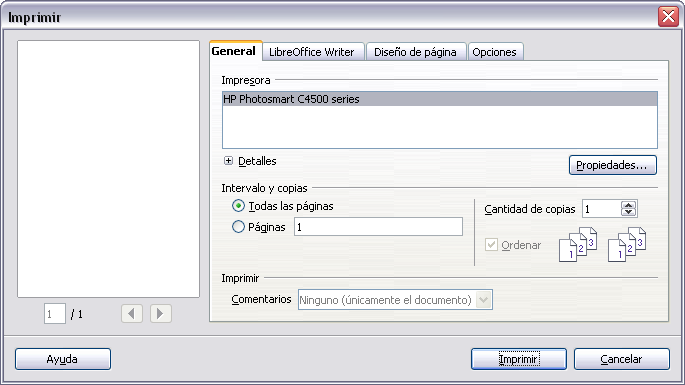 Imprimir
General LibreOffice Writer Diseño de página Opciones
Impresora
HP Photosmart C4500 series
Detalles
Propiedades...
Intervalo y copias
Todas las páginas
Cantidad de copias 1
Páginas 1
Ordenar 1 2 3 1 2 3
Imprimir
Comentarios Ninguno (únicamente el documento)
1 / 1
Ayuda Imprimir Cancelar